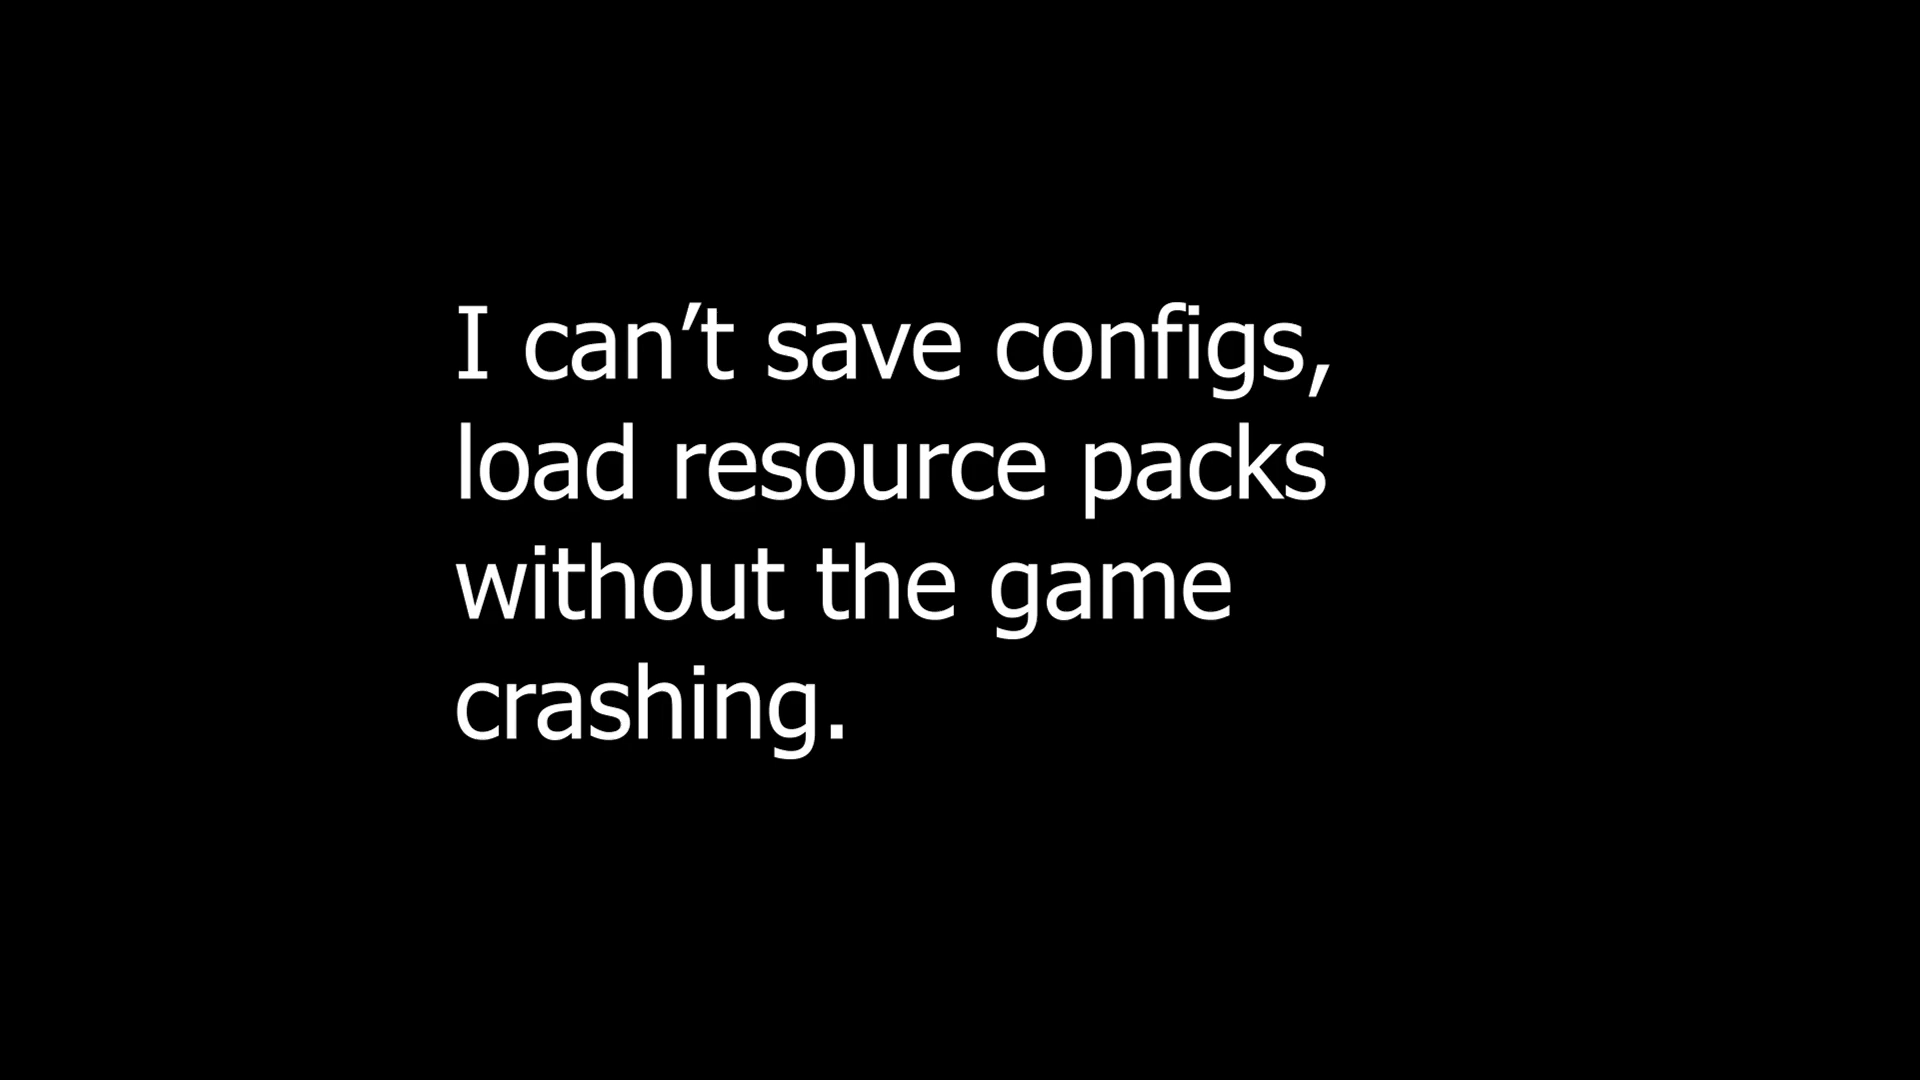 I can’t save configs,
load resource packs
without the game
crashing.